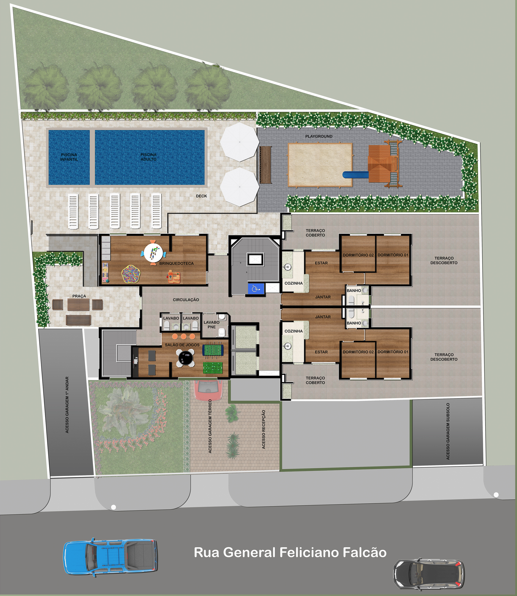 PLAYGROUND
PISCINA
INFANTIL
PISCINA
ADULTO
DECK
TERRAÇO
COBERTO
BRINQUEDOTECA
ESTAR
DORMITÓRIO 02
DORMITÓRIO 01
TERRAÇO
DESCOBERTO
COZINHA
BANHO
PRAÇA
CIRCULAÇÃO
JANTAR
JANTAR
LAVABO
LAVABO
LAVABO
PNE
BANHO
COZINHA
SALÃO DE JOGOS
ESTAR
DORMITÓRIO 02
DORMITÓRIO 01
TERRAÇO
DESCOBERTO
TERRAÇO
COBERTO
ACESSO GARAGEM 1º ANDAR
ACESSO GARAGEM TÉRREO
ACESSO RECEPÇÃO
ACESSO GARAGEM SUBSOLO
Rua General Feliciano Falcão